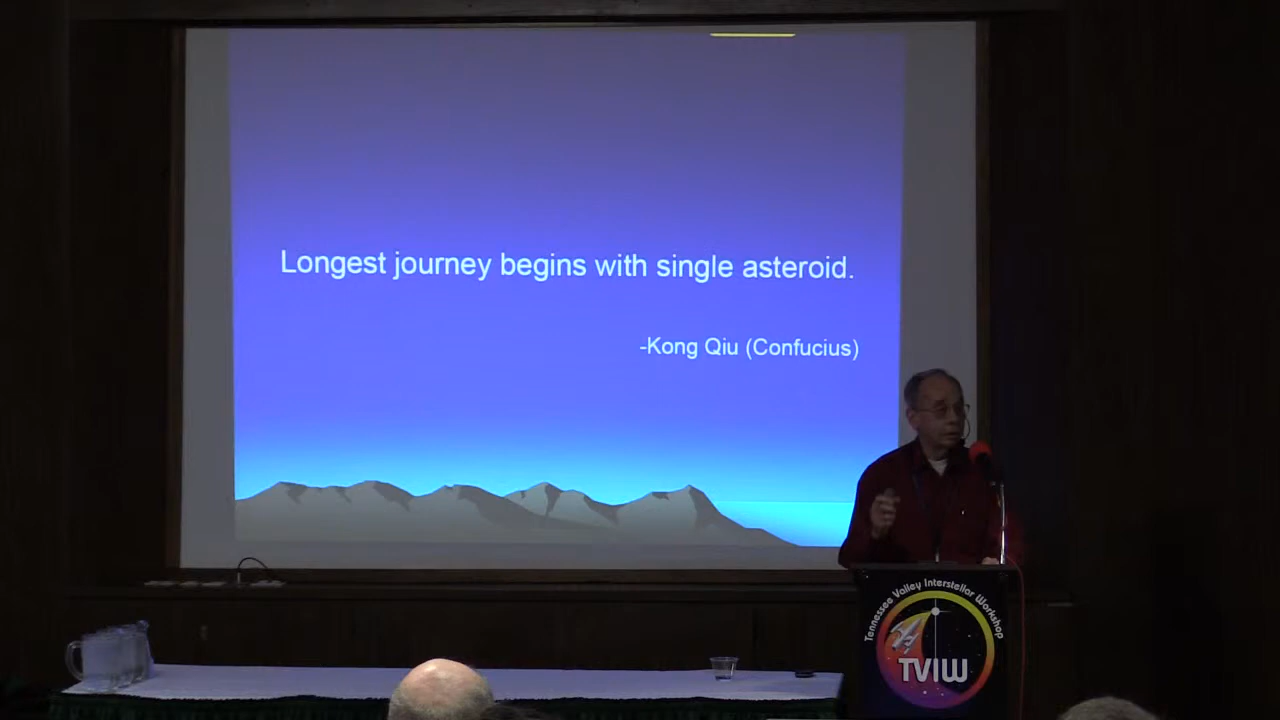 Longest journey begins with single asteroid.
-Kong Qiu (Confucius)
Tennessee Valley Interstellar Workshop
TVIW